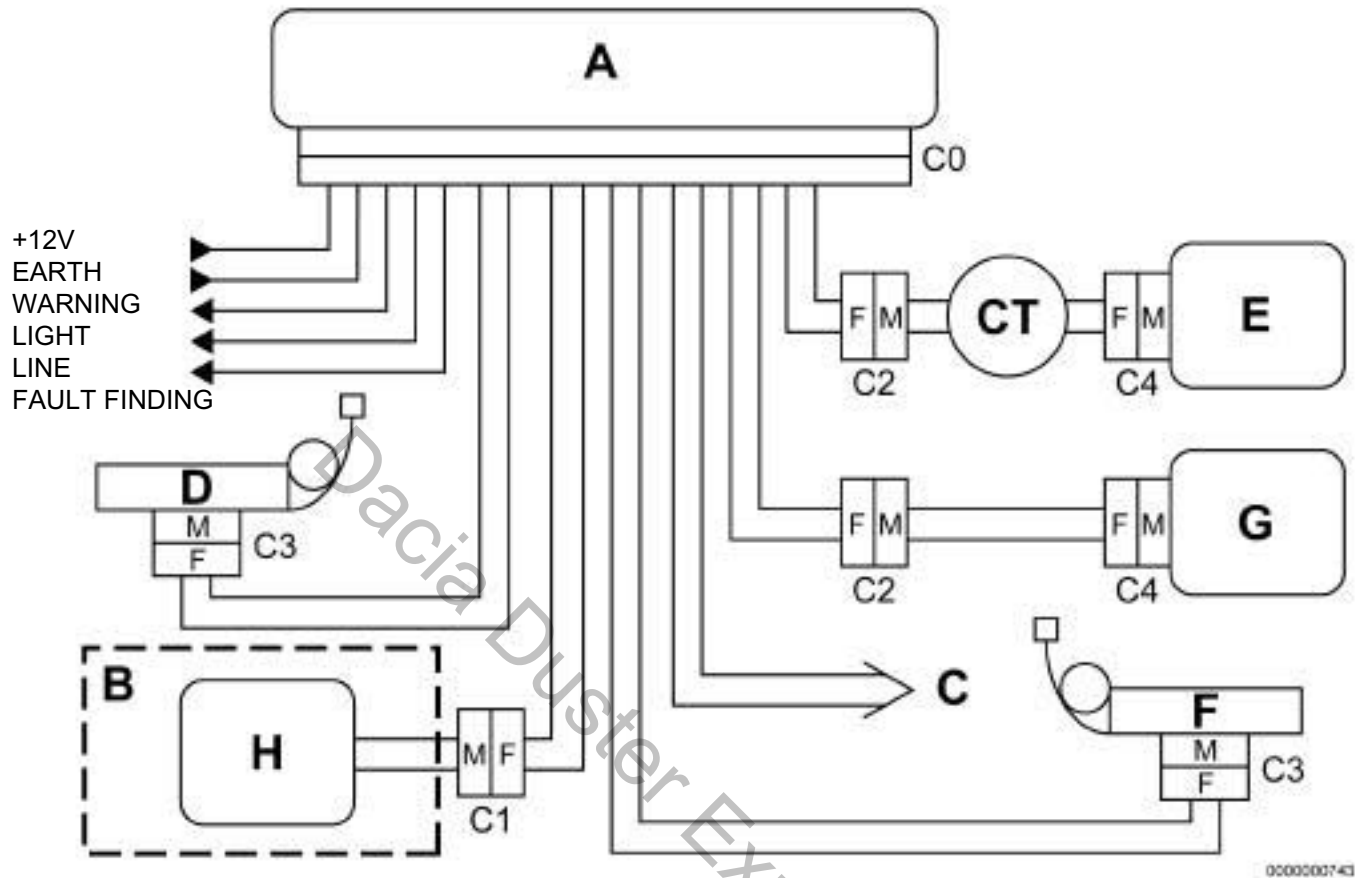 A
C0
+12V
EARTH
WARNING
LIGHT
LINE
FAULT FINDING
F M
CT
F M
E
C2
C4
D
M
F
C3
F M
F M
G
C2
C4
B
H
M F
C1
C
F
M
F
C3
Dacia Duster Ex
0000000743